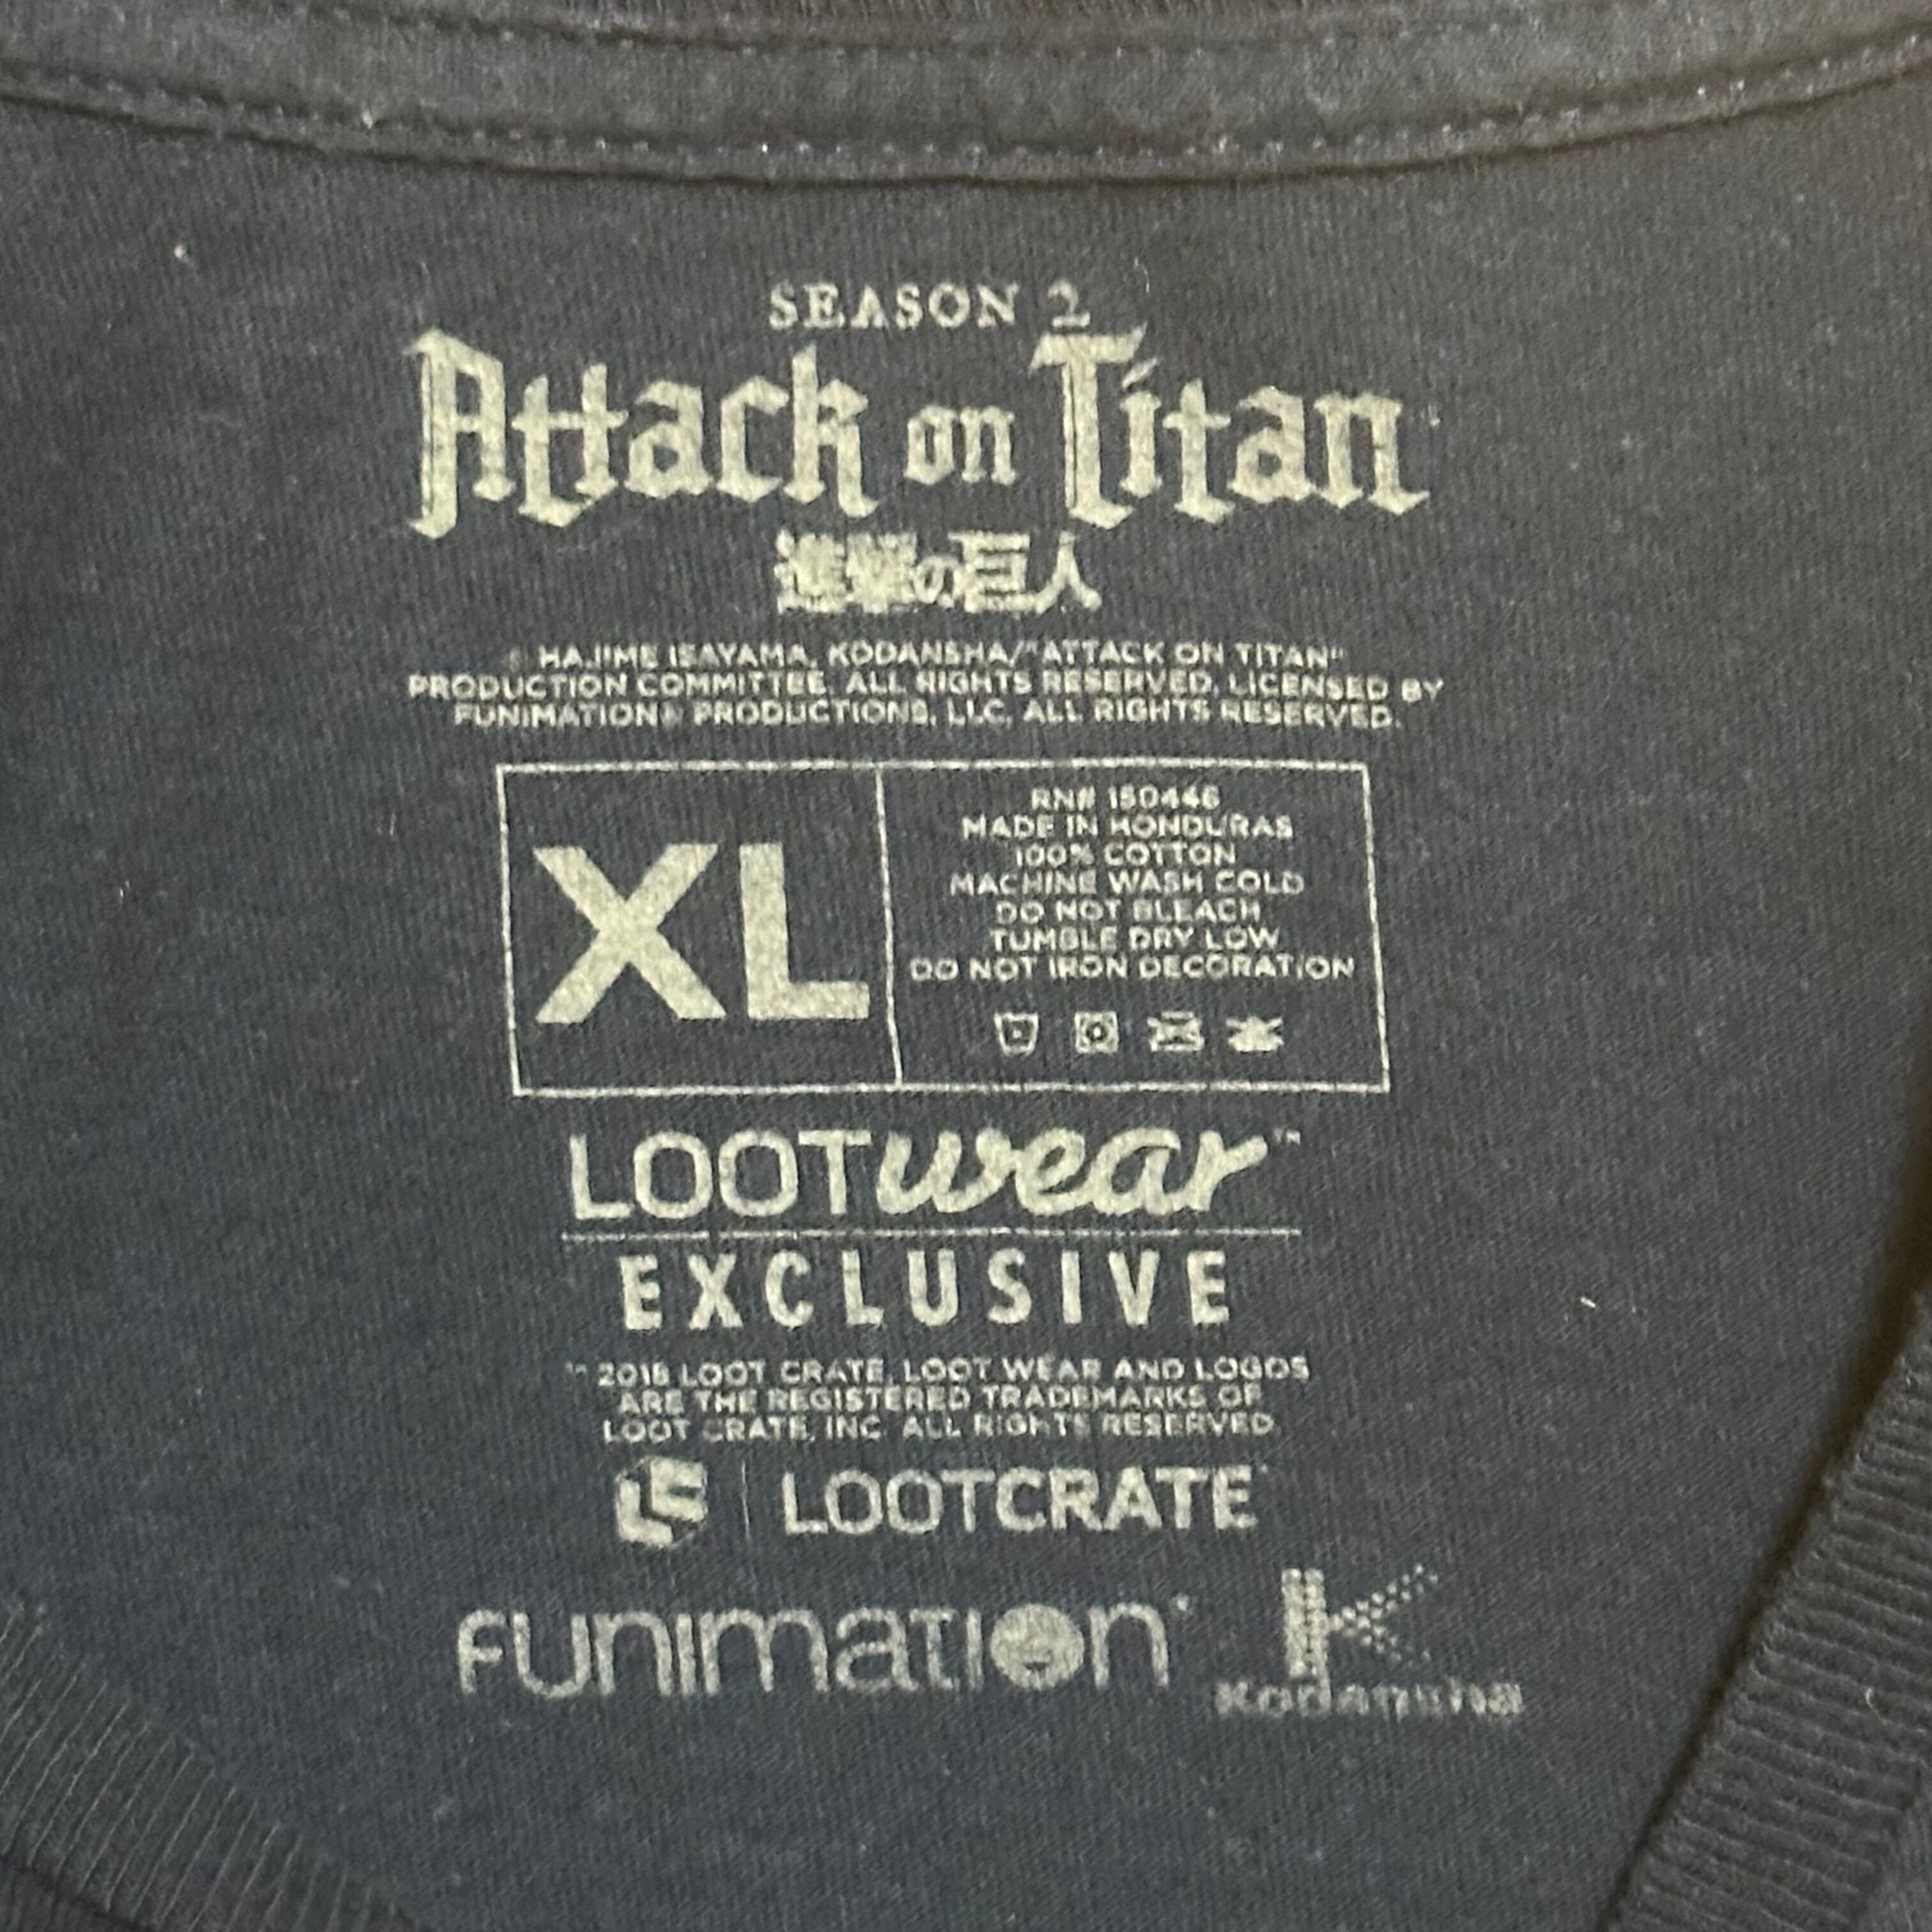 SEASON 2
Attack on Titan
進撃の巨人
© HAJIME ISAYAMA, KODANSHA/"ATTACK ON TITAN"
PRODUCTION COMMITTEE. ALL RIGHTS RESERVED. LICENSED BY
FUNIMATION® PRODUCTIONS, LLC. ALL RIGHTS RESERVED.
XL
RN# 150446
MADE IN HONDURAS
100% COTTON
MACHINE WASH COLD
DO NOT BLEACH
TUMBLE DRY LOW
DO NOT IRON DECORATION
LOOTwear™
EXCLUSIVE
™ 2018 LOOT CRATE, LOOT WEAR AND LOGOS
ARE THE REGISTERED TRADEMARKS OF
LOOT CRATE, INC. ALL RIGHTS RESERVED.
LOOTCRATE
FUNIMATION
Kodansha